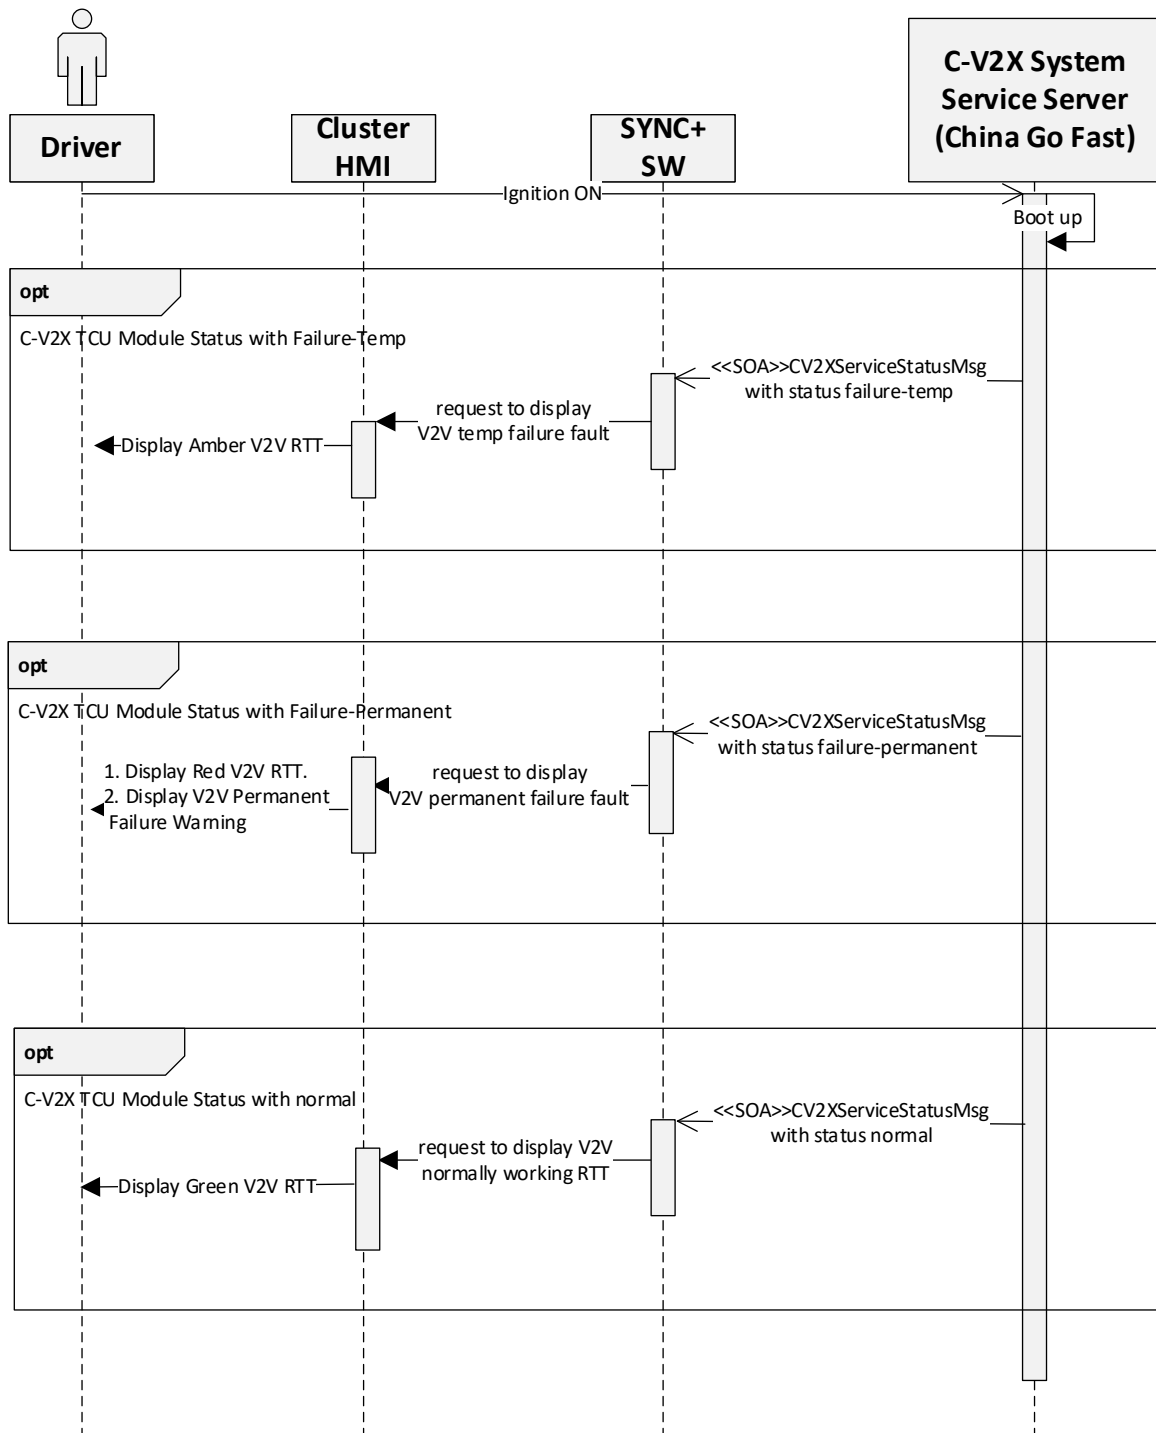 Driver
Cluster
HMI
SYNC+
SW
C-V2X System
Service Server
(China Go Fast)
Ignition ON
Boot up
opt
C-V2X TCU Module Status with Failure-Temp
<<SOA>>CV2XServiceStatusMsg
with status failure-temp
request to display
V2V temp failure fault
Display Amber V2V RTT
opt
C-V2X TCU Module Status with Failure-Permanent
<<SOA>>CV2XServiceStatusMsg
with status failure-permanent
request to display
V2V permanent failure fault
1. Display Red V2V RTT.
2. Display V2V Permanent
Failure Warning
opt
C-V2X TCU Module Status with normal
<<SOA>>CV2XServiceStatusMsg
with status normal
request to display V2V
normally working RTT
Display Green V2V RTT